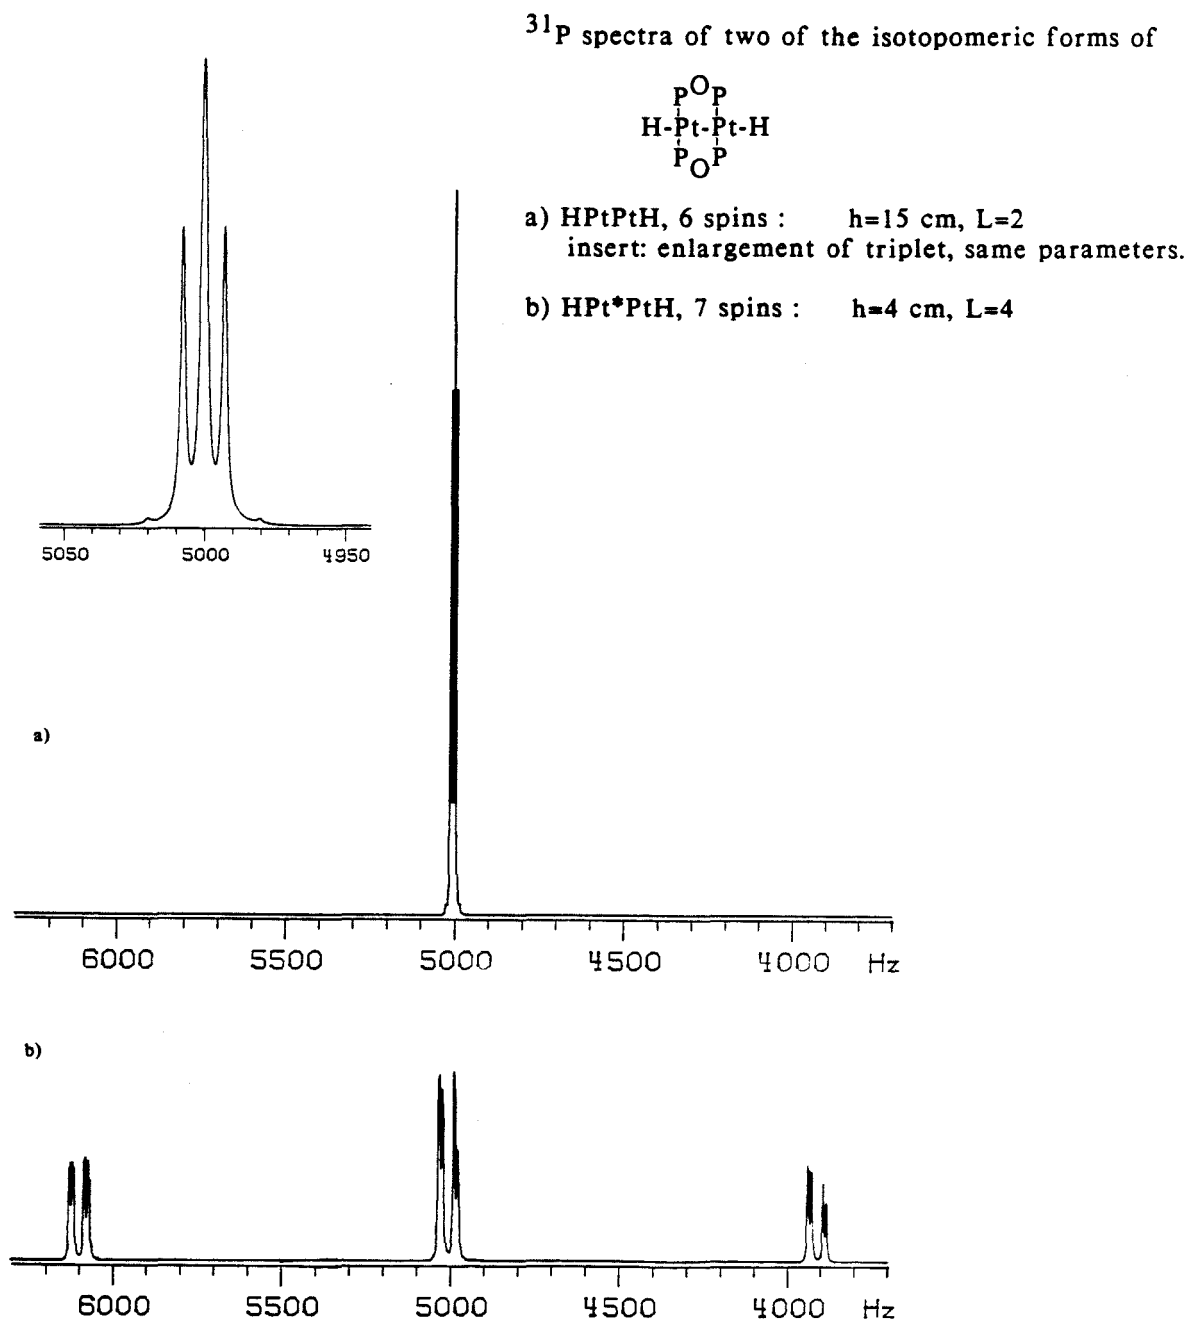 31P spectra of two of the isotopomeric forms of
P O P
H-Pt-Pt-H
P O P
a) HPtPtH, 6 spins : h=15 cm, L=2
insert: enlargement of triplet, same parameters.
b) HPt*PtH, 7 spins : h=4 cm, L=4
5050 5000 4950
a)
6000 5500 5000 4500 4000 Hz
b)
6000 5500 5000 4500 4000 Hz